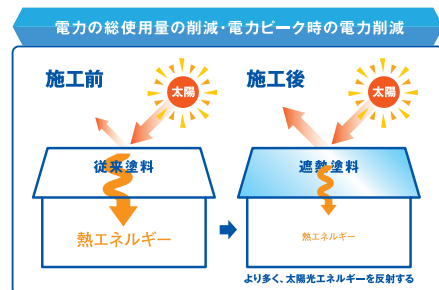 電力の総使用量の削減・電力ピーク時の電力削減
施工前
太陽
従来塗料
熱エネルギー
施工後
太陽
遮熱塗料
熱エネルギー
より多く、太陽光エネルギーを反射する